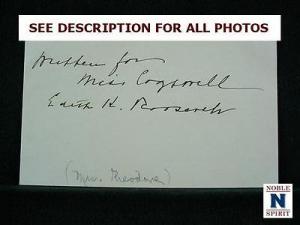 SEE DESCRIPTION FOR ALL PHOTOS
Written for
Miss Cogswell
Edith K. Roosevelt
(Mrs. Theodore)
NOBLE
N
SPIRIT